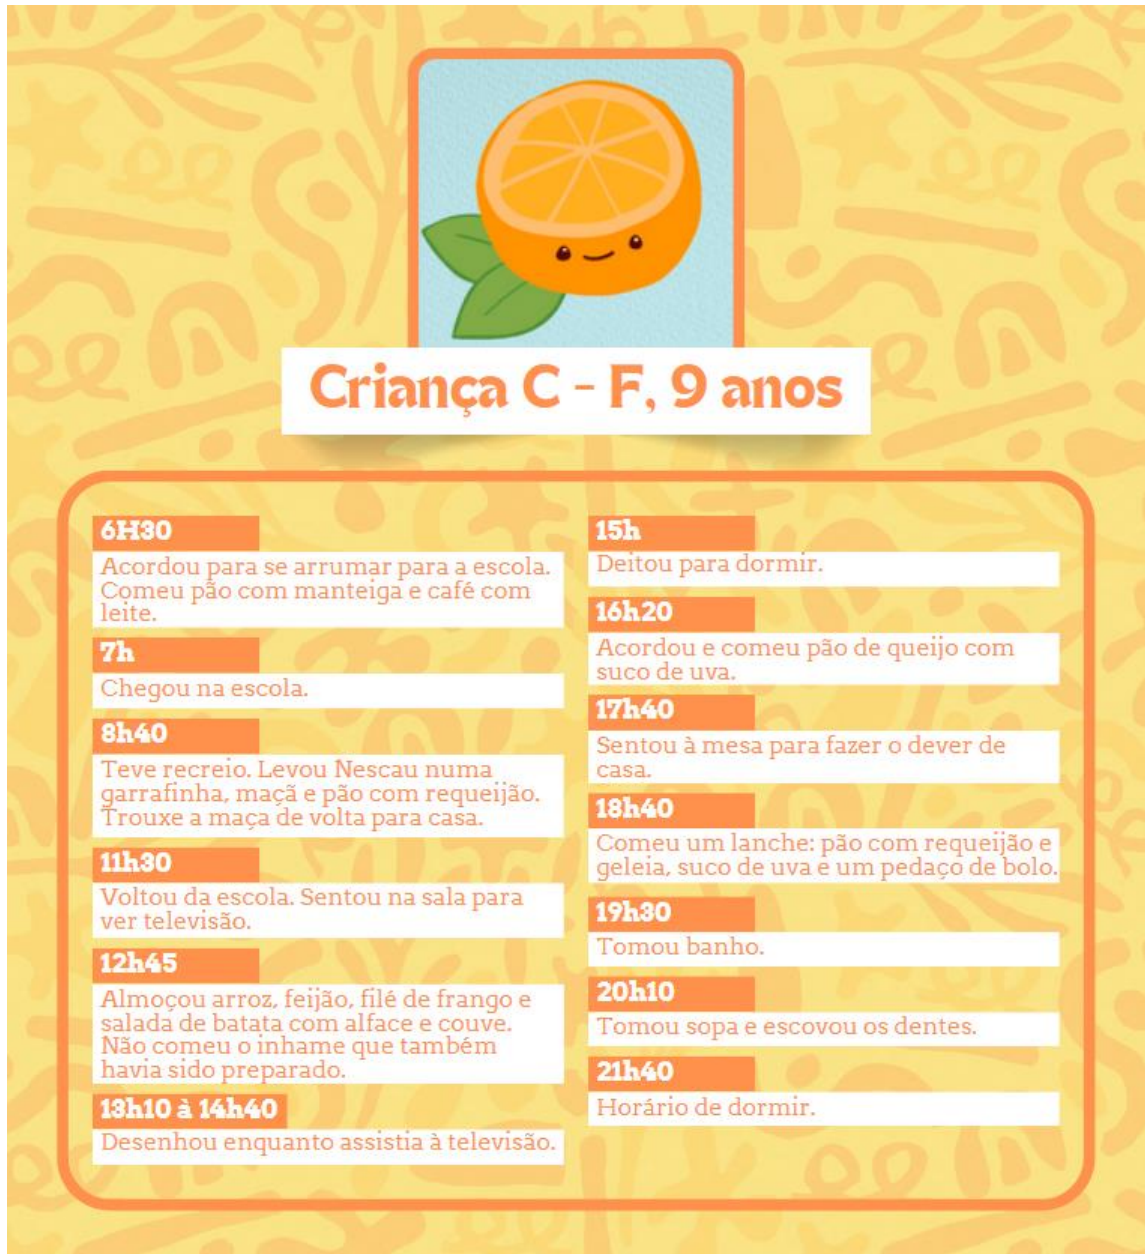 Criança C - F, 9 anos
6H30
Acordou para se arrumar para a escola.
Comeu pão com manteiga e café com
leite.
7h
Chegou na escola.
8h40
Teve recreio. Levou Nescau numa
garrafinha, maçã e pão com requeijão.
Trouxe a maça de volta para casa.
11h30
Voltou da escola. Sentou na sala para
ver televisão.
12h45
Almoçou arroz, feijão, filé de frango e
salada de batata com alface e couve.
Não comeu o inhame que também
havia sido preparado.
13h10 à 14h40
Desenhou enquanto assistia à televisão.
15h
Deitou para dormir.
16h20
Acordou e comeu pão de queijo com
suco de uva.
17h40
Sentou à mesa para fazer o dever de
casa.
18h40
Comeu um lanche: pão com requeijão e
geleia, suco de uva e um pedaço de bolo.
19h30
Tomou banho.
20h10
Tomou sopa e escovou os dentes.
21h40
Horário de dormir.